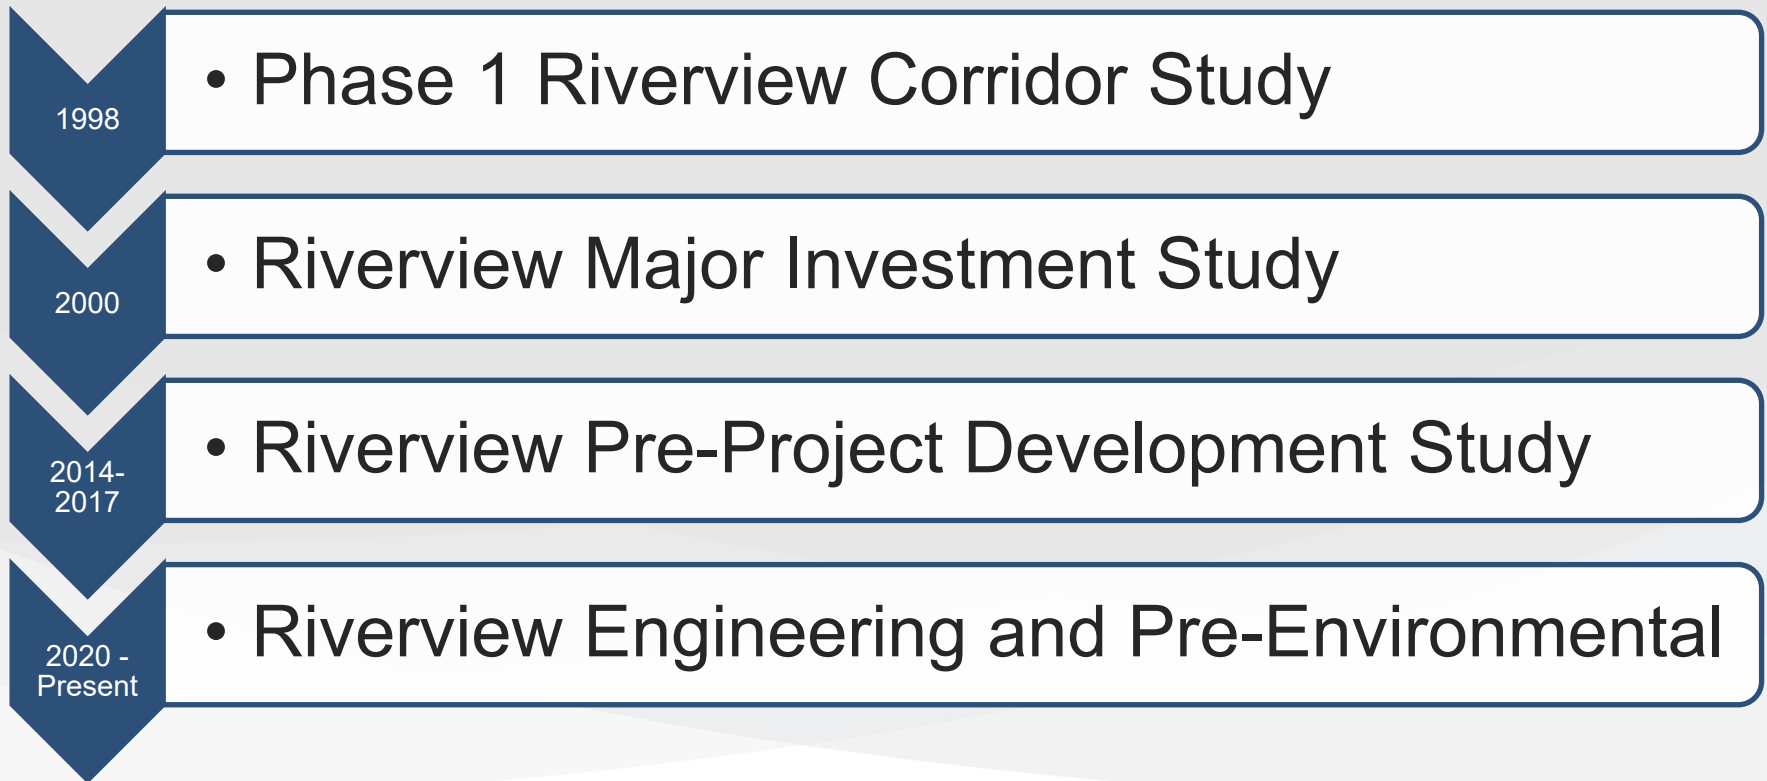 1998
• Phase 1 Riverview Corridor Study
2000
• Riverview Major Investment Study
2014-
2017
• Riverview Pre-Project Development Study
2020 -
Present
• Riverview Engineering and Pre-Environmental